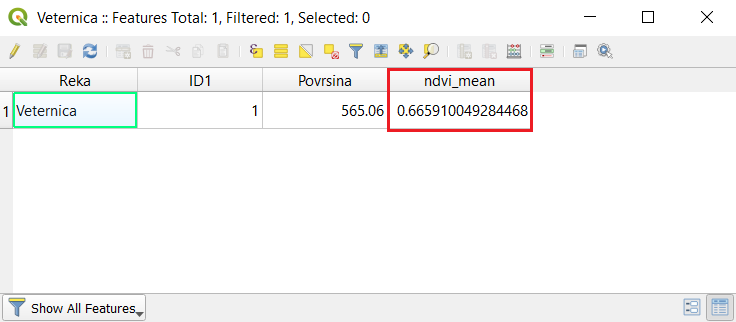 Veternica :: Features Total: 1, Filtered: 1, Selected: 0
Reka ID1 Povrsina ndvi_mean
1 Veternica 1 565.06 0.665910049284468
Show All Features